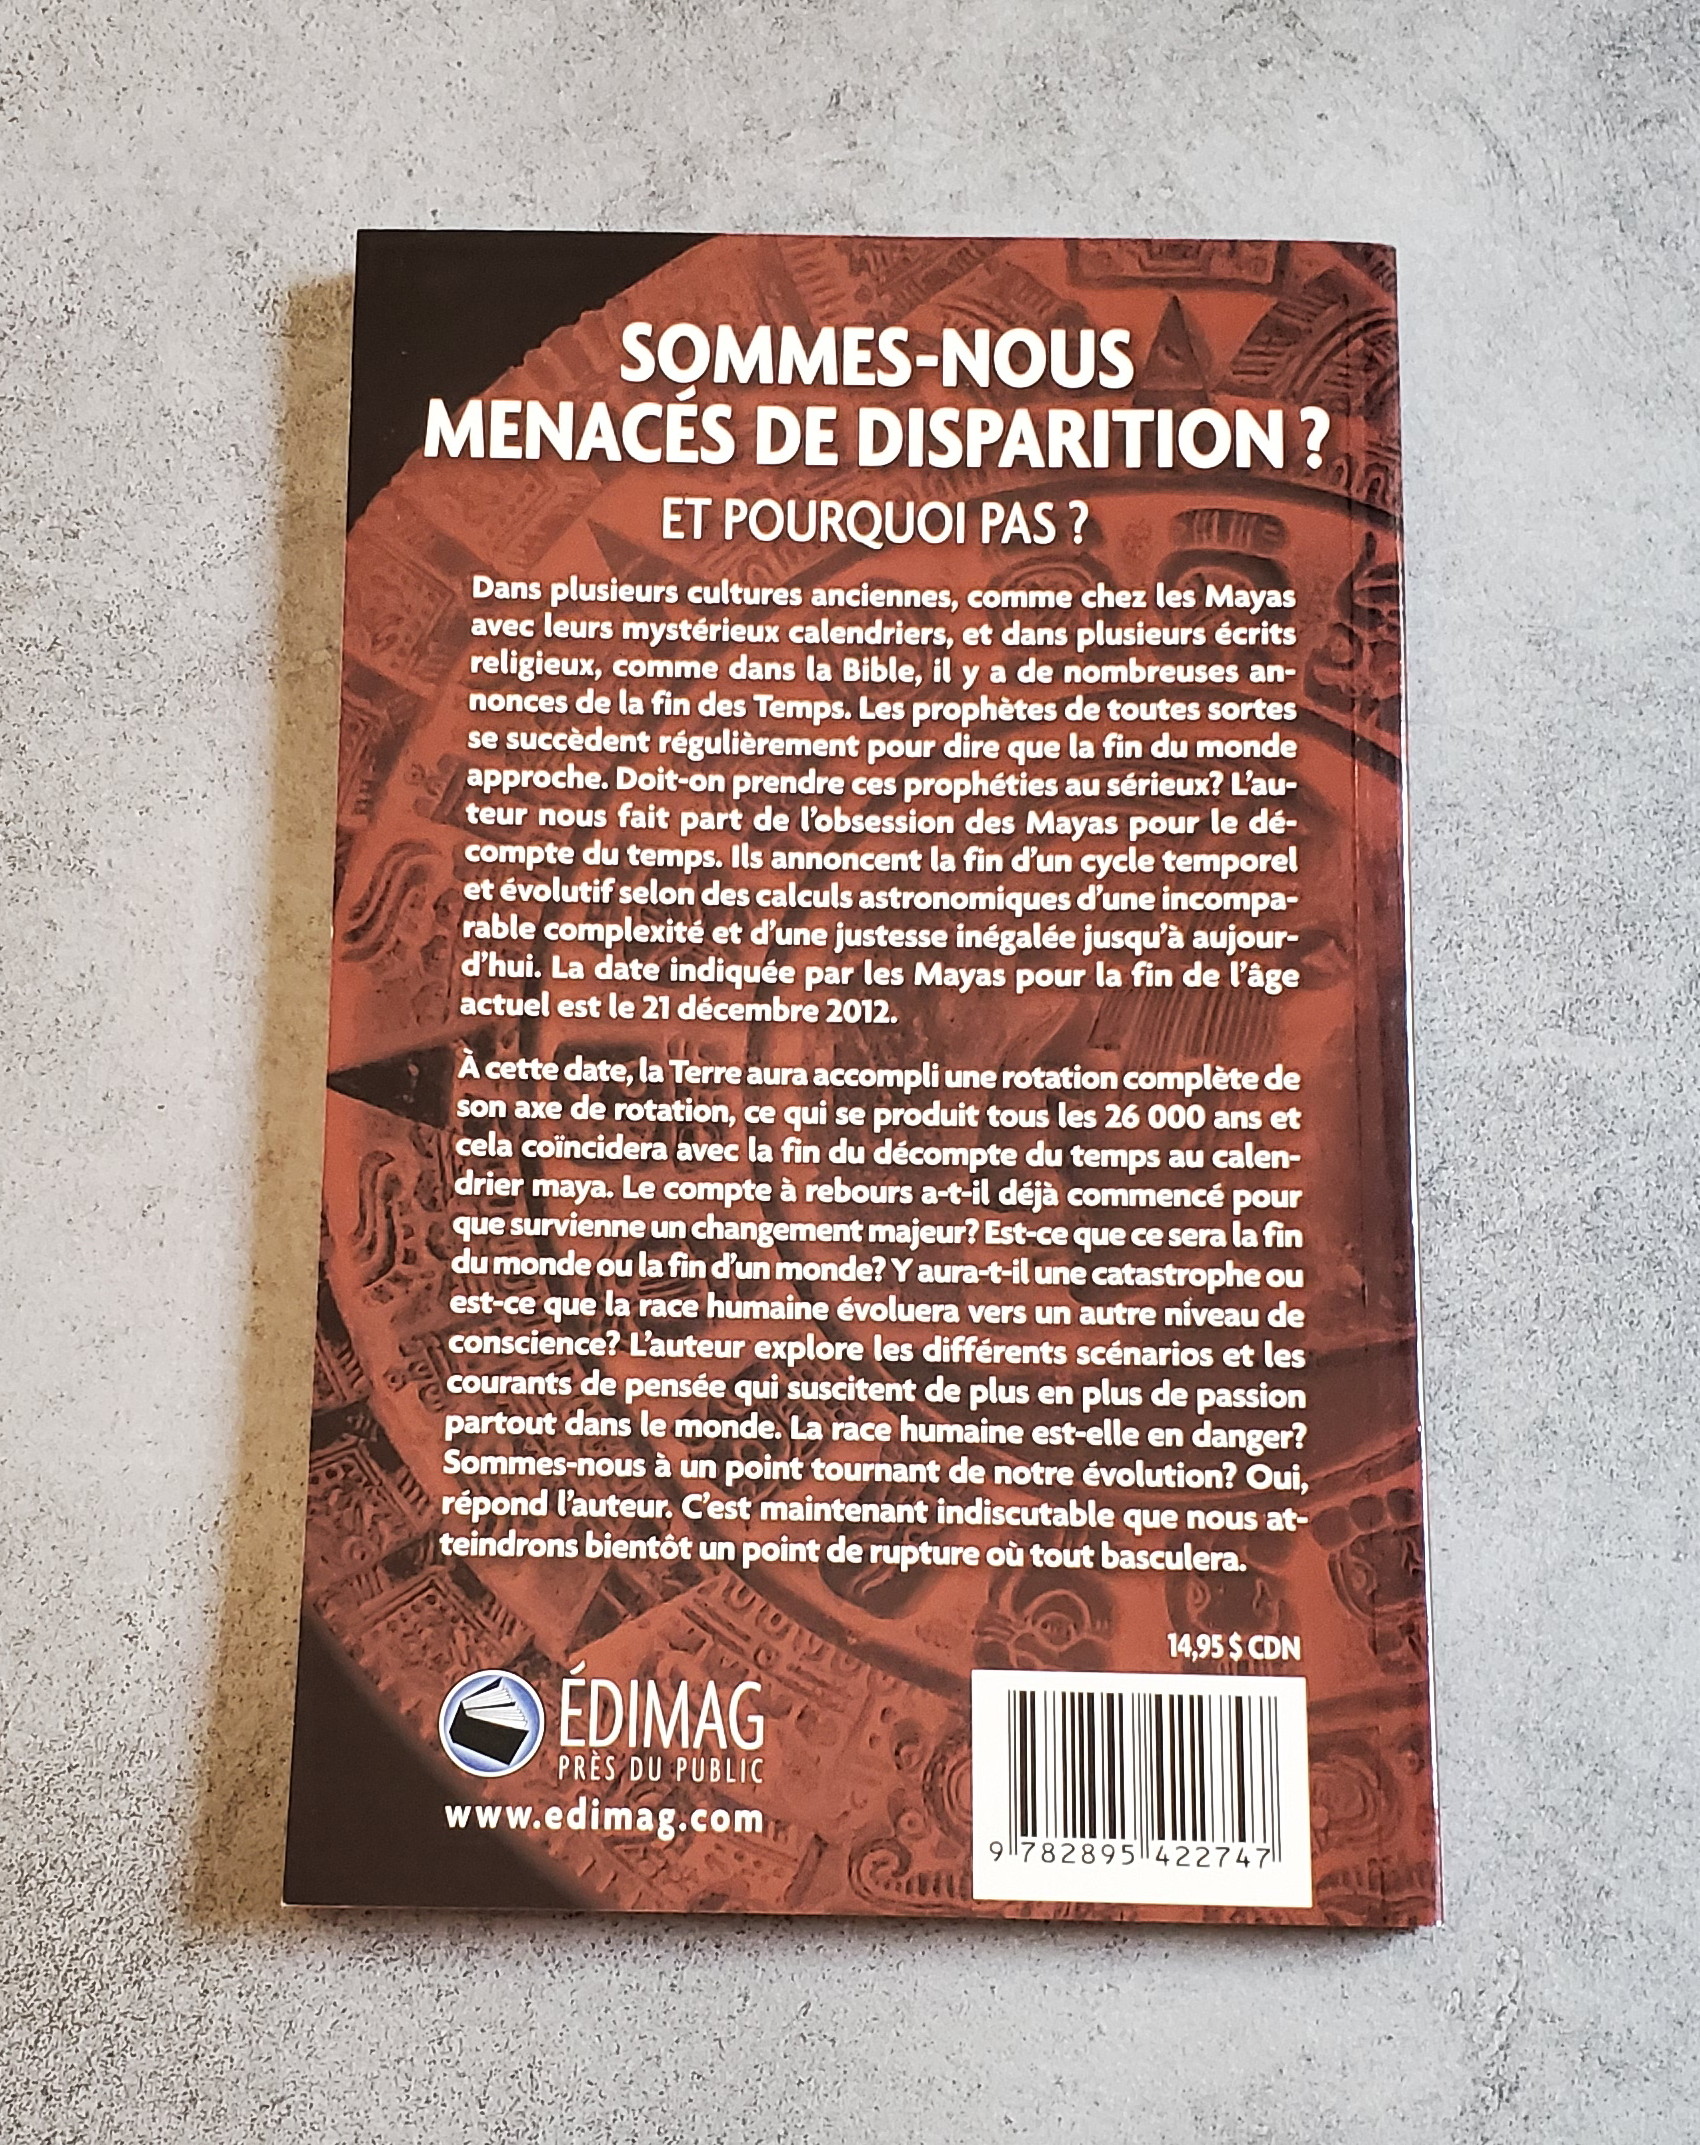 SOMMES-NOUS
MENACÉS DE DISPARITION ?
ET POURQUOI PAS ?
Dans plusieurs cultures anciennes, comme chez les Mayas
avec leurs mystérieux calendriers, et dans plusieurs écrits
religieux, comme dans la Bible, il y a de nombreuses an-
nonces de la fin des Temps. Les prophètes de toutes sortes
se succèdent régulièrement pour dire que la fin du monde
approche. Doit-on prendre ces prophéties au sérieux? L'au-
teur nous fait part de l'obsession des Mayas pour le dé-
compte du temps. Ils annoncent la fin d'un cycle temporel
et évolutif selon des calculs astronomiques d'une incompa-
rable complexité et d'une justesse inégalée jusqu'à aujour-
d'hui. La date indiquée par les Mayas pour la fin de l'âge
actuel est le 21 décembre 2012.
À cette date, la Terre aura accompli une rotation complète de
son axe de rotation, ce qui se produit tous les 26 000 ans et
cela coïncidera avec la fin du décompte du temps au calen-
drier maya. Le compte à rebours a-t-il déjà commencé pour
que survienne un changement majeur? Est-ce que ce sera la fin
du monde ou la fin d'un monde? Y aura-t-il une catastrophe ou
est-ce que la race humaine évoluera vers un autre niveau de
conscience? L'auteur explore les différents scénarios et les
courants de pensée qui suscitent de plus en plus de passion
partout dans le monde. La race humaine est-elle en danger?
Sommes-nous à un point tournant de notre évolution? Oui,
répond l'auteur. C'est maintenant indiscutable que nous at-
teindrons bientôt un point de rupture où tout basculera.
14,95 $ CDN
ÉDIMAG
PRÈS DU PUBLIC
www.edimag.com
9 782895 422747